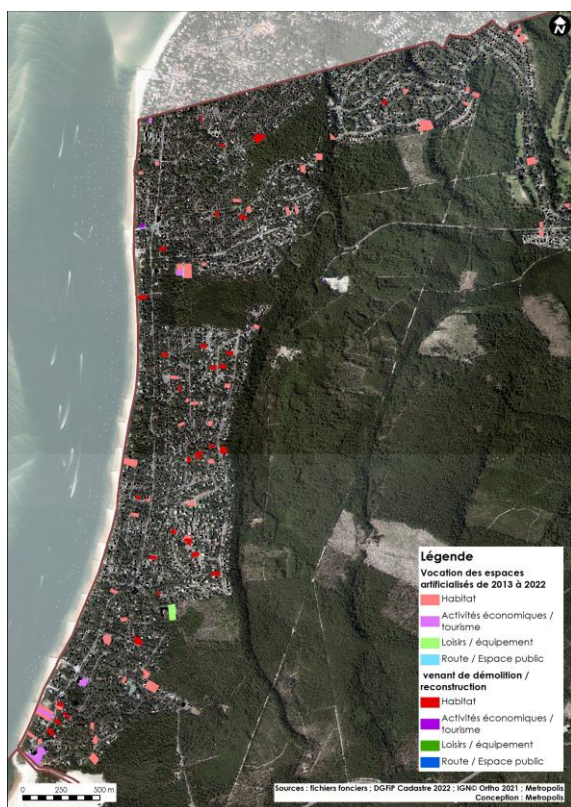 N
Légende
Vocation des espaces
artificialisés de 2013 à 2022
Habitat
Activités économiques /
tourisme
Loisirs / équipement
Route / Espace public
venant de démolition /
reconstruction
Habitat
Activités économiques /
tourisme
Loisirs / équipement
Route / Espace public
0 250 500 m
Sources : fichiers fonciers ; DGFiP Cadastre 2022 ; IGN© Ortho 2021 ; Metropolis
Conception : Metropolis